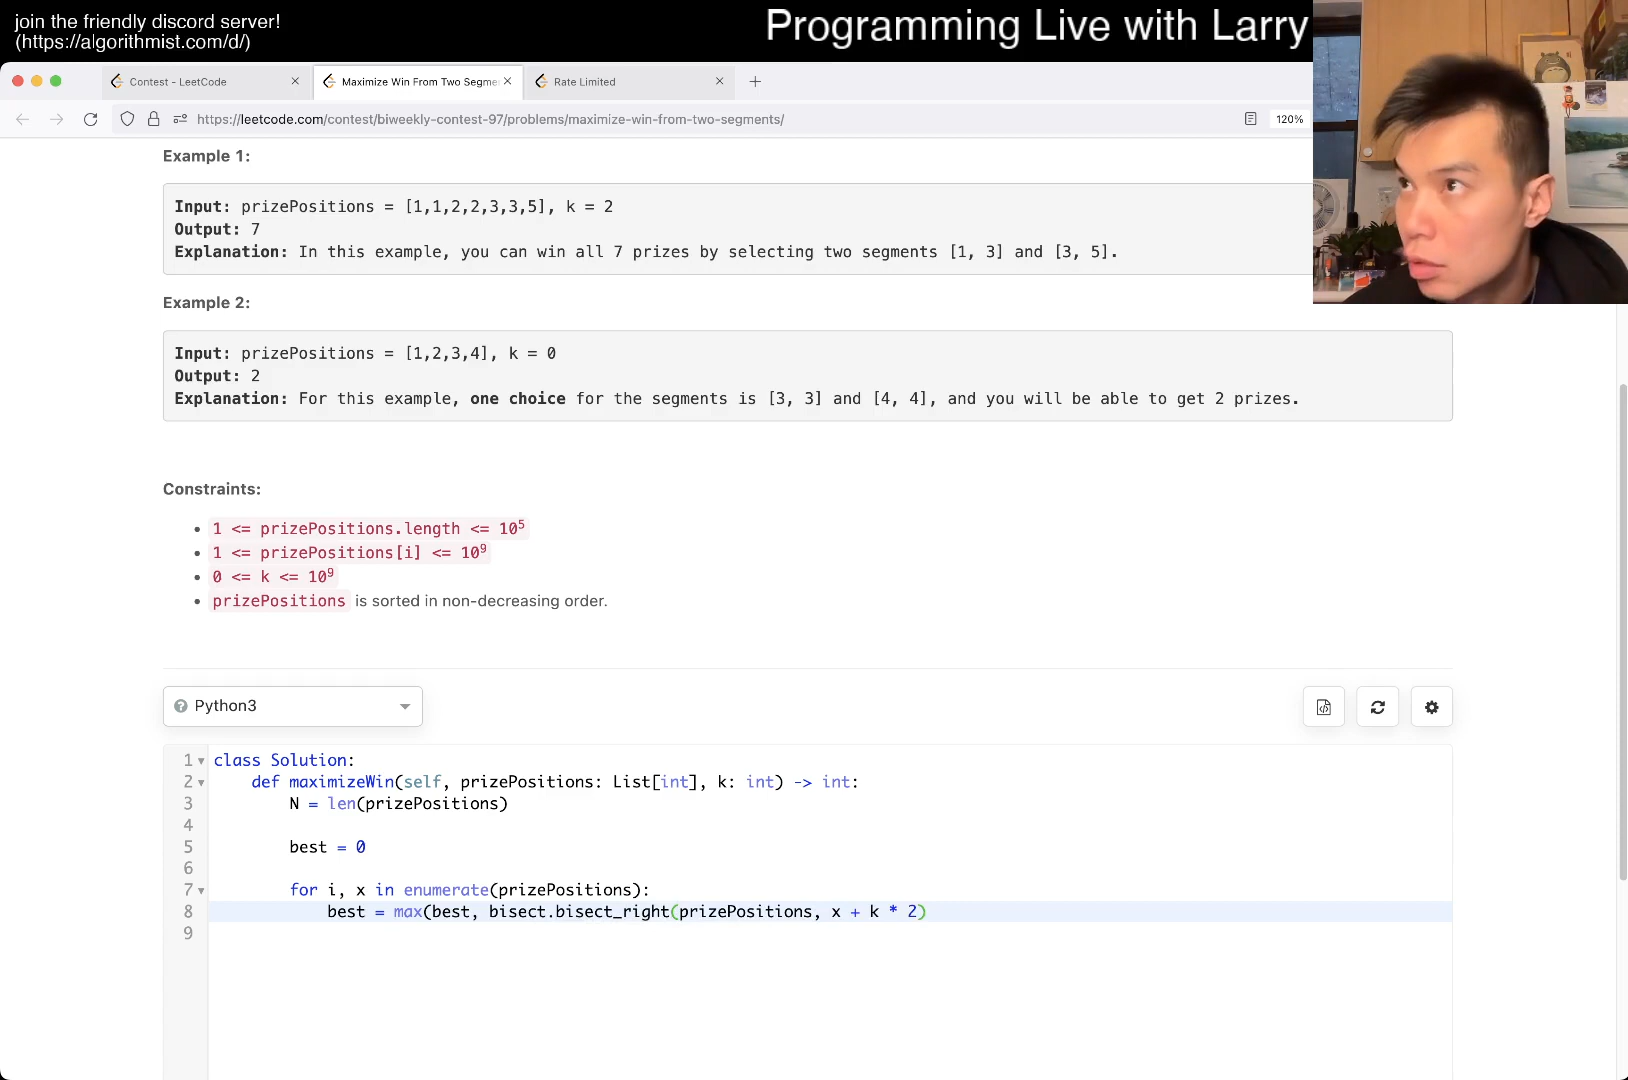 join the friendly discord server!
(https://algorithmist.com/d/)
Programming Live with Larry
Contest - LeetCode
Maximize Win From Two Segme
Rate Limited
https://leetcode.com/contest/biweekly-contest-97/problems/maximize-win-from-two-segments/
120%
Example 1:
Input: prizePositions = [1,1,2,2,3,3,5], k = 2
Output: 7
Explanation: In this example, you can win all 7 prizes by selecting two segments [1, 3] and [3, 5].
Example 2:
Input: prizePositions = [1,2,3,4], k = 0
Output: 2
Explanation: For this example, one choice for the segments is [3, 3] and [4, 4], and you will be able to get 2 prizes.
Constraints:
1 <= prizePositions.length <= 10⁵
1 <= prizePositions[i] <= 10⁹
0 <= k <= 10⁹
prizePositions is sorted in non-decreasing order.
Python3
1 class Solution:
2 def maximizeWin(self, prizePositions: List[int], k: int) -> int:
3 N = len(prizePositions)
4
5 best = 0
6
7 for i, x in enumerate(prizePositions):
8 best = max(best, bisect.bisect_right(prizePositions, x + k * 2)
9